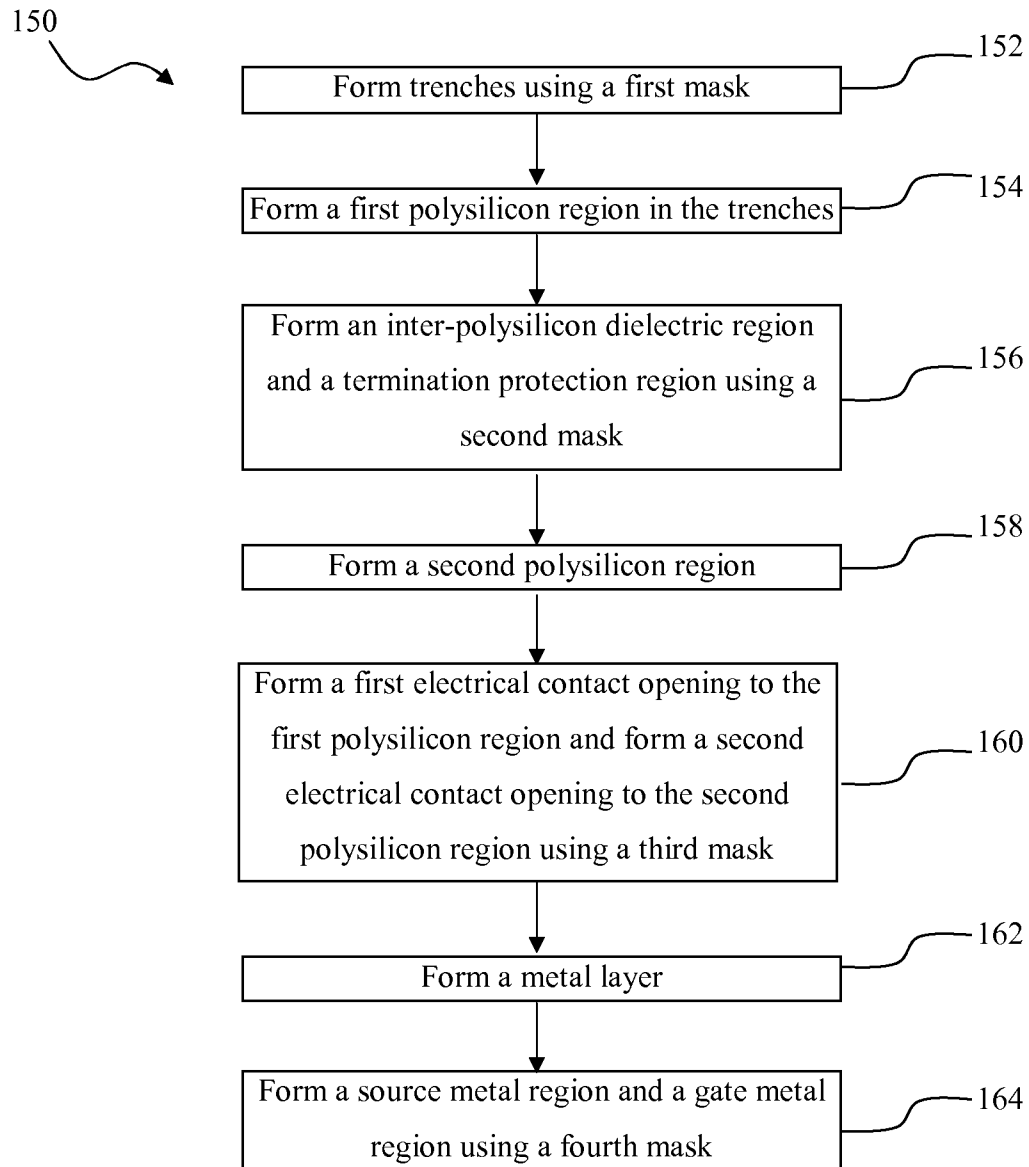 150
152
Form trenches using a first mask
154
Form a first polysilicon region in the trenches
Form an inter-polysilicon dielectric region
and a termination protection region using a
second mask
156
158
Form a second polysilicon region
Form a first electrical contact opening to the
first polysilicon region and form a second
electrical contact opening to the second
polysilicon region using a third mask
160
162
Form a metal layer
Form a source metal region and a gate metal
region using a fourth mask
164